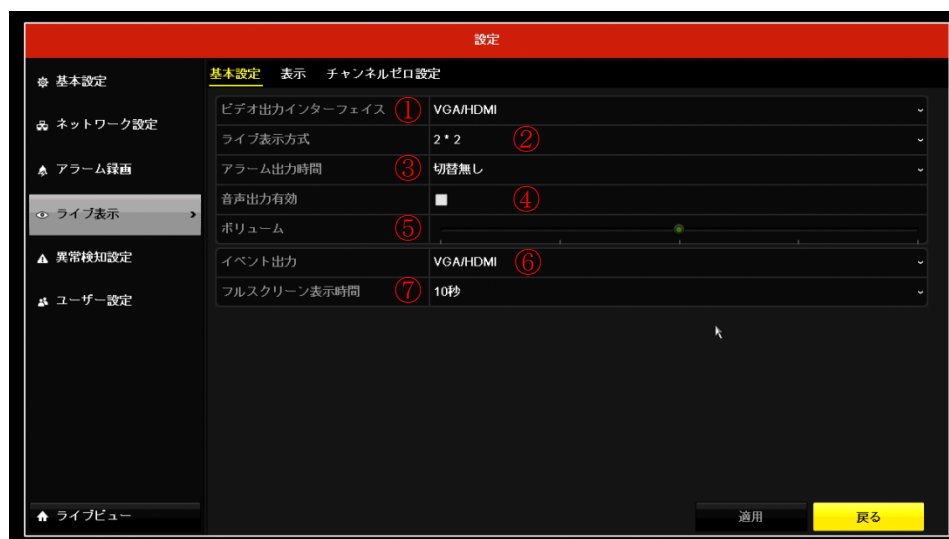 設定
基本設定
ネットワーク設定
アラーム録画
ライブ表示 >
異常検知設定
ユーザー設定
ライブビュー
基本設定 表示 チャンネルゼロ設定
ビデオ出力インターフェイス ① VGA/HDMI
ライブ表示方式 2 * 2 ②
アラーム出力時間 ③ 切替無し
音声出力有効 ④
ボリューム ⑤
イベント出力 VGA/HDMI ⑥
フルスクリーン表示時間 ⑦ 10秒
適用 戻る